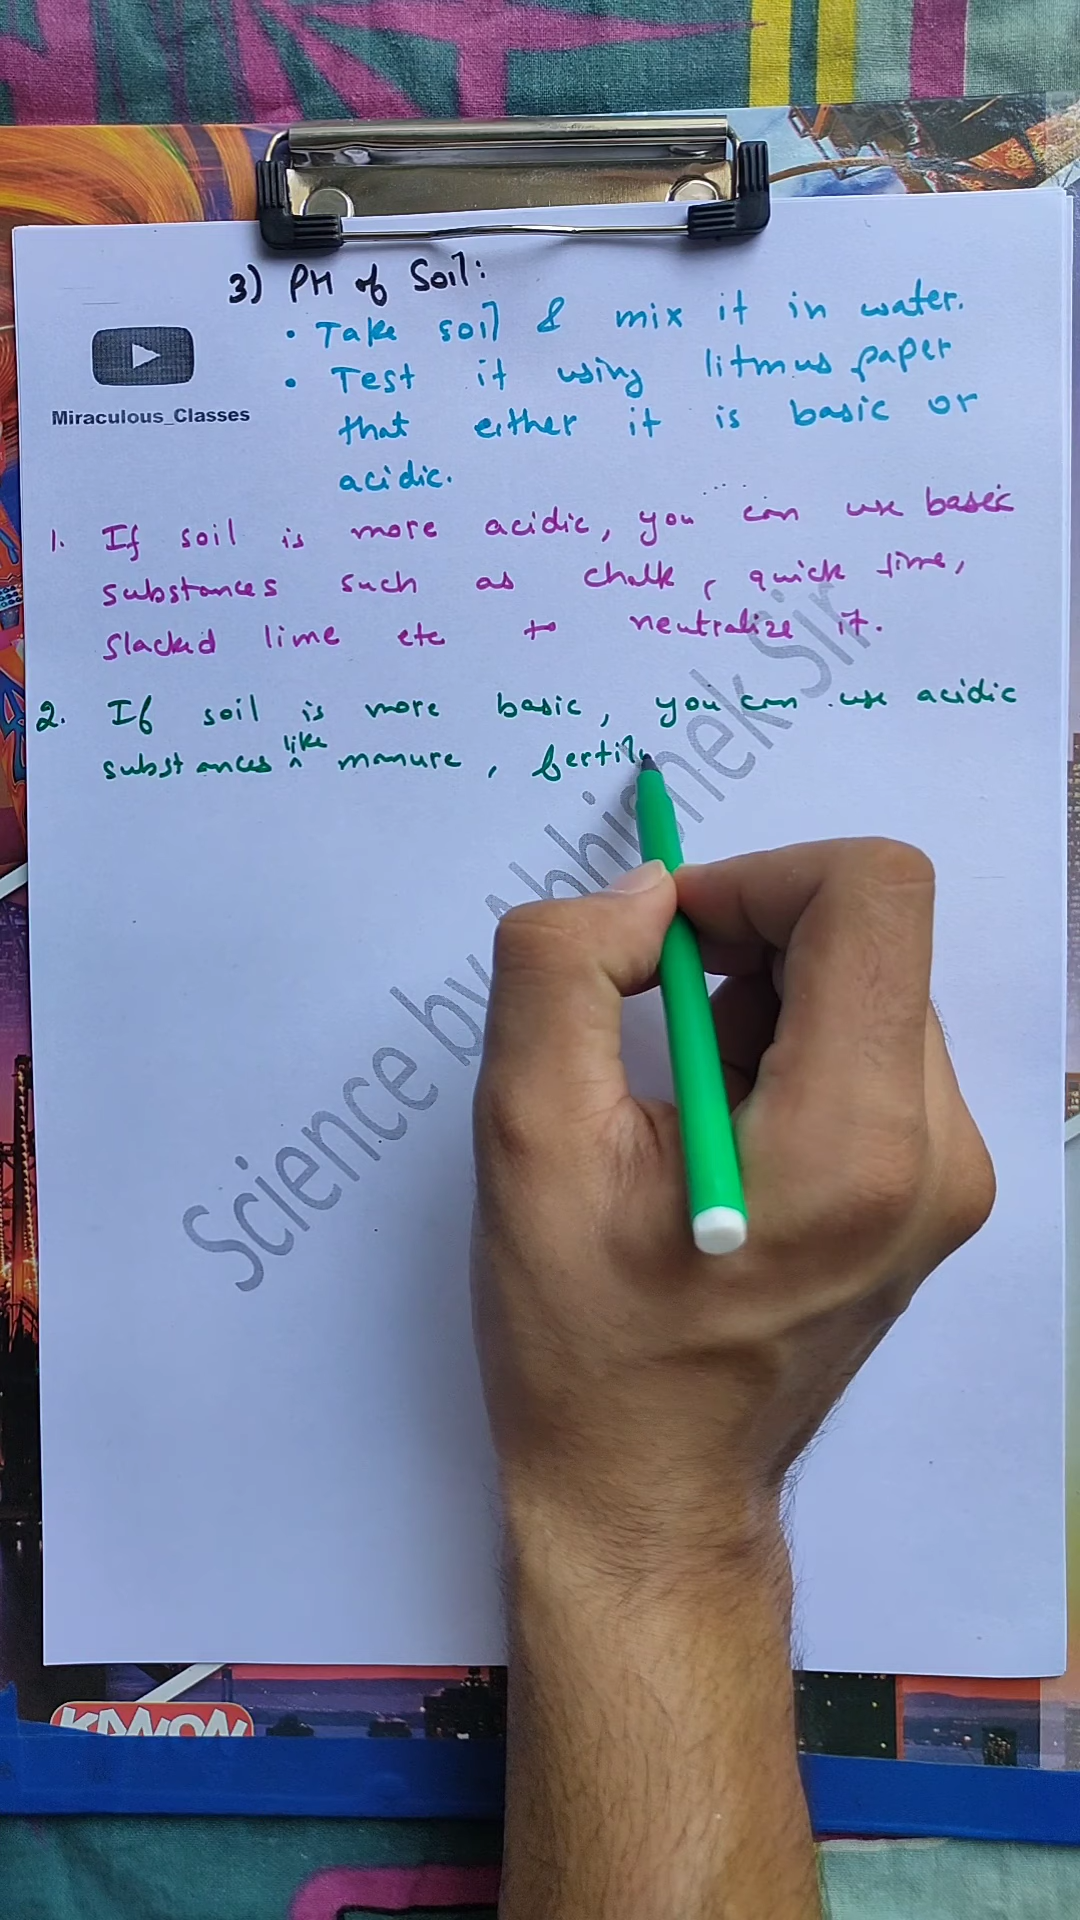 3) PH of Soil:
• Take soil & mix it in water.
• Test it using litmus paper
that either it is basic or
acidic.
Miraculous_Classes
1. If soil is more acidic, you can use basic
substances such as chalk, quick lime,
slacked lime etc to neutralize it.
2. If soil is more basic, you can use acidic
substances like manure, fertil
Science by Abhishek Sir
KAWON